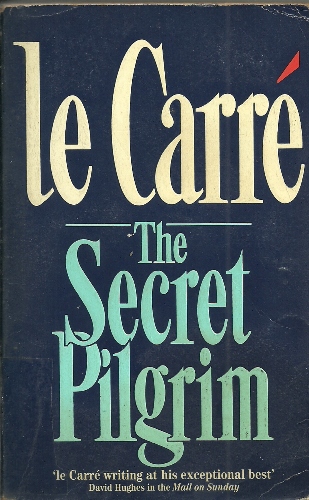 le Carré
The
Secret
Pilgrim
'le Carré writing at his exceptional best'
David Hughes in the Mail on Sunday